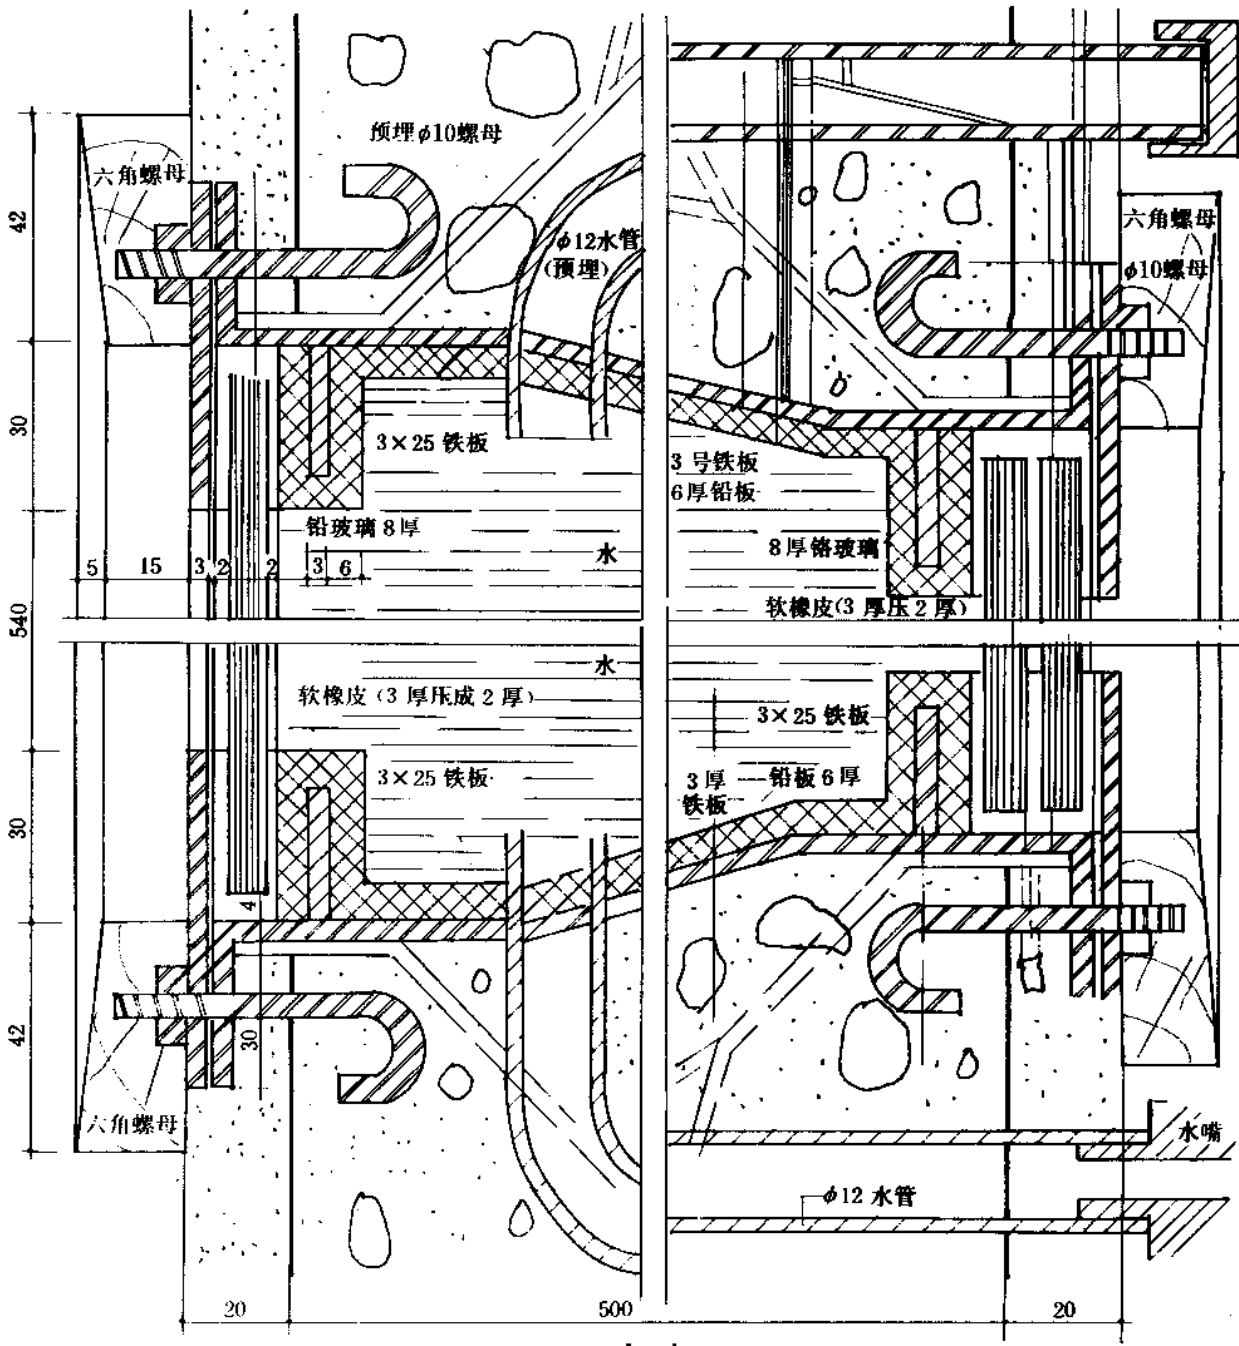 预埋φ10螺母
六角螺母
φ12水管
(预埋)
六角螺母
φ10螺母
42
30
540
30
42
3×25 铁板
3 号铁板
6 厚铅板
铅玻璃 8 厚
8 厚铬玻璃
水
5
15
3
2
2
3
6
软橡皮(3 厚压 2 厚)
水
软橡皮 (3 厚压成 2 厚)
3×25 铁板
3×25 铁板
3 厚
铁板
铅板 6 厚
4
30
六角螺母
水嘴
φ12 水管
20
500
20